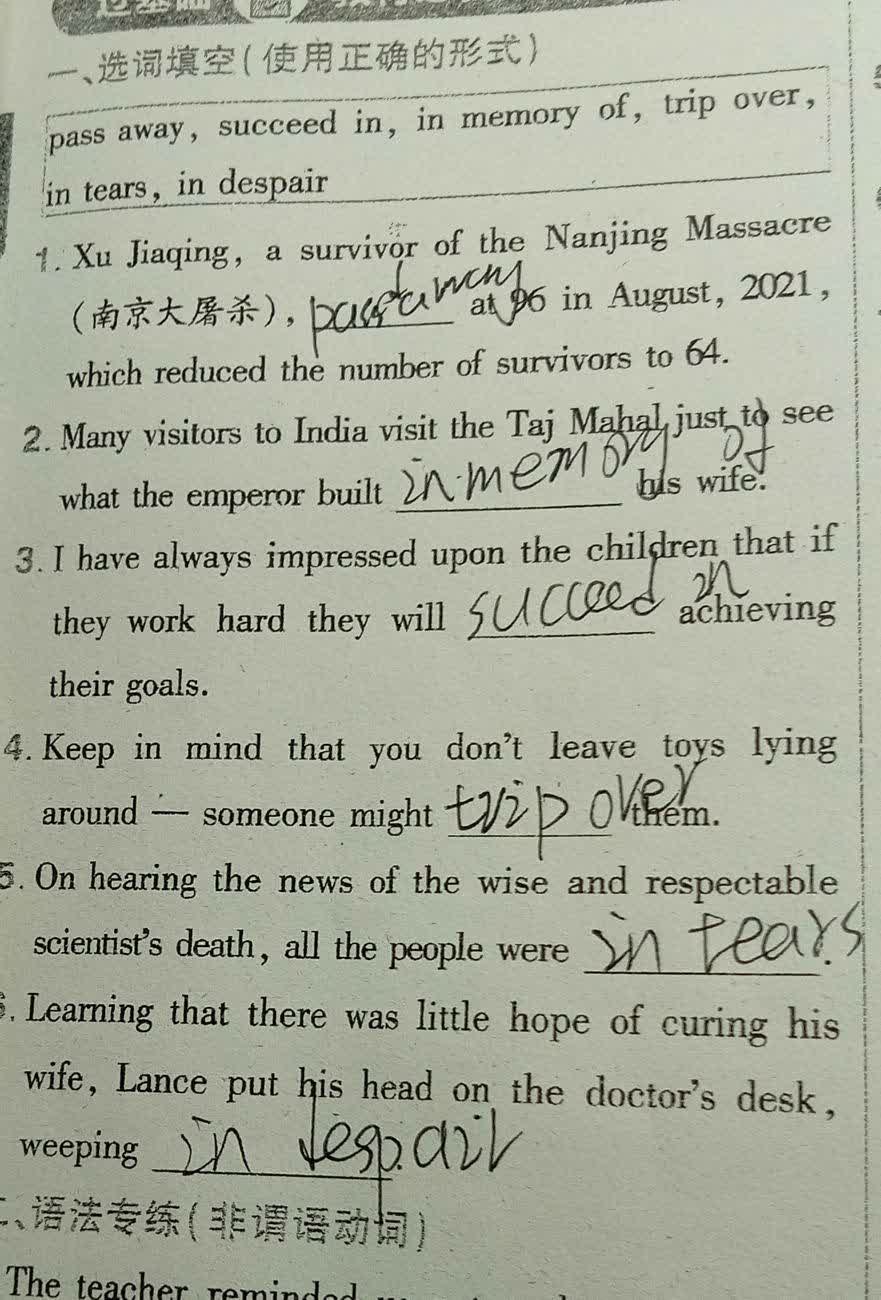 一、选词填空(使用正确的形式)
pass away, succeed in, in memory of, trip over,
in tears, in despair
1. Xu Jiaqing, a survivor of the Nanjing Massacre
(南京大屠杀), passed away at 96 in August, 2021,
which reduced the number of survivors to 64.
2. Many visitors to India visit the Taj Mahal just to see
what the emperor built in memory of his wife.
3. I have always impressed upon the children that if
they work hard they will succeed in achieving
their goals.
4. Keep in mind that you don't leave toys lying
around — someone might trip over them.
5. On hearing the news of the wise and respectable
scientist's death, all the people were in tears.
6. Learning that there was little hope of curing his
wife, Lance put his head on the doctor's desk,
weeping in despair.
二、语法专练(非谓语动词)
The teacher reminded